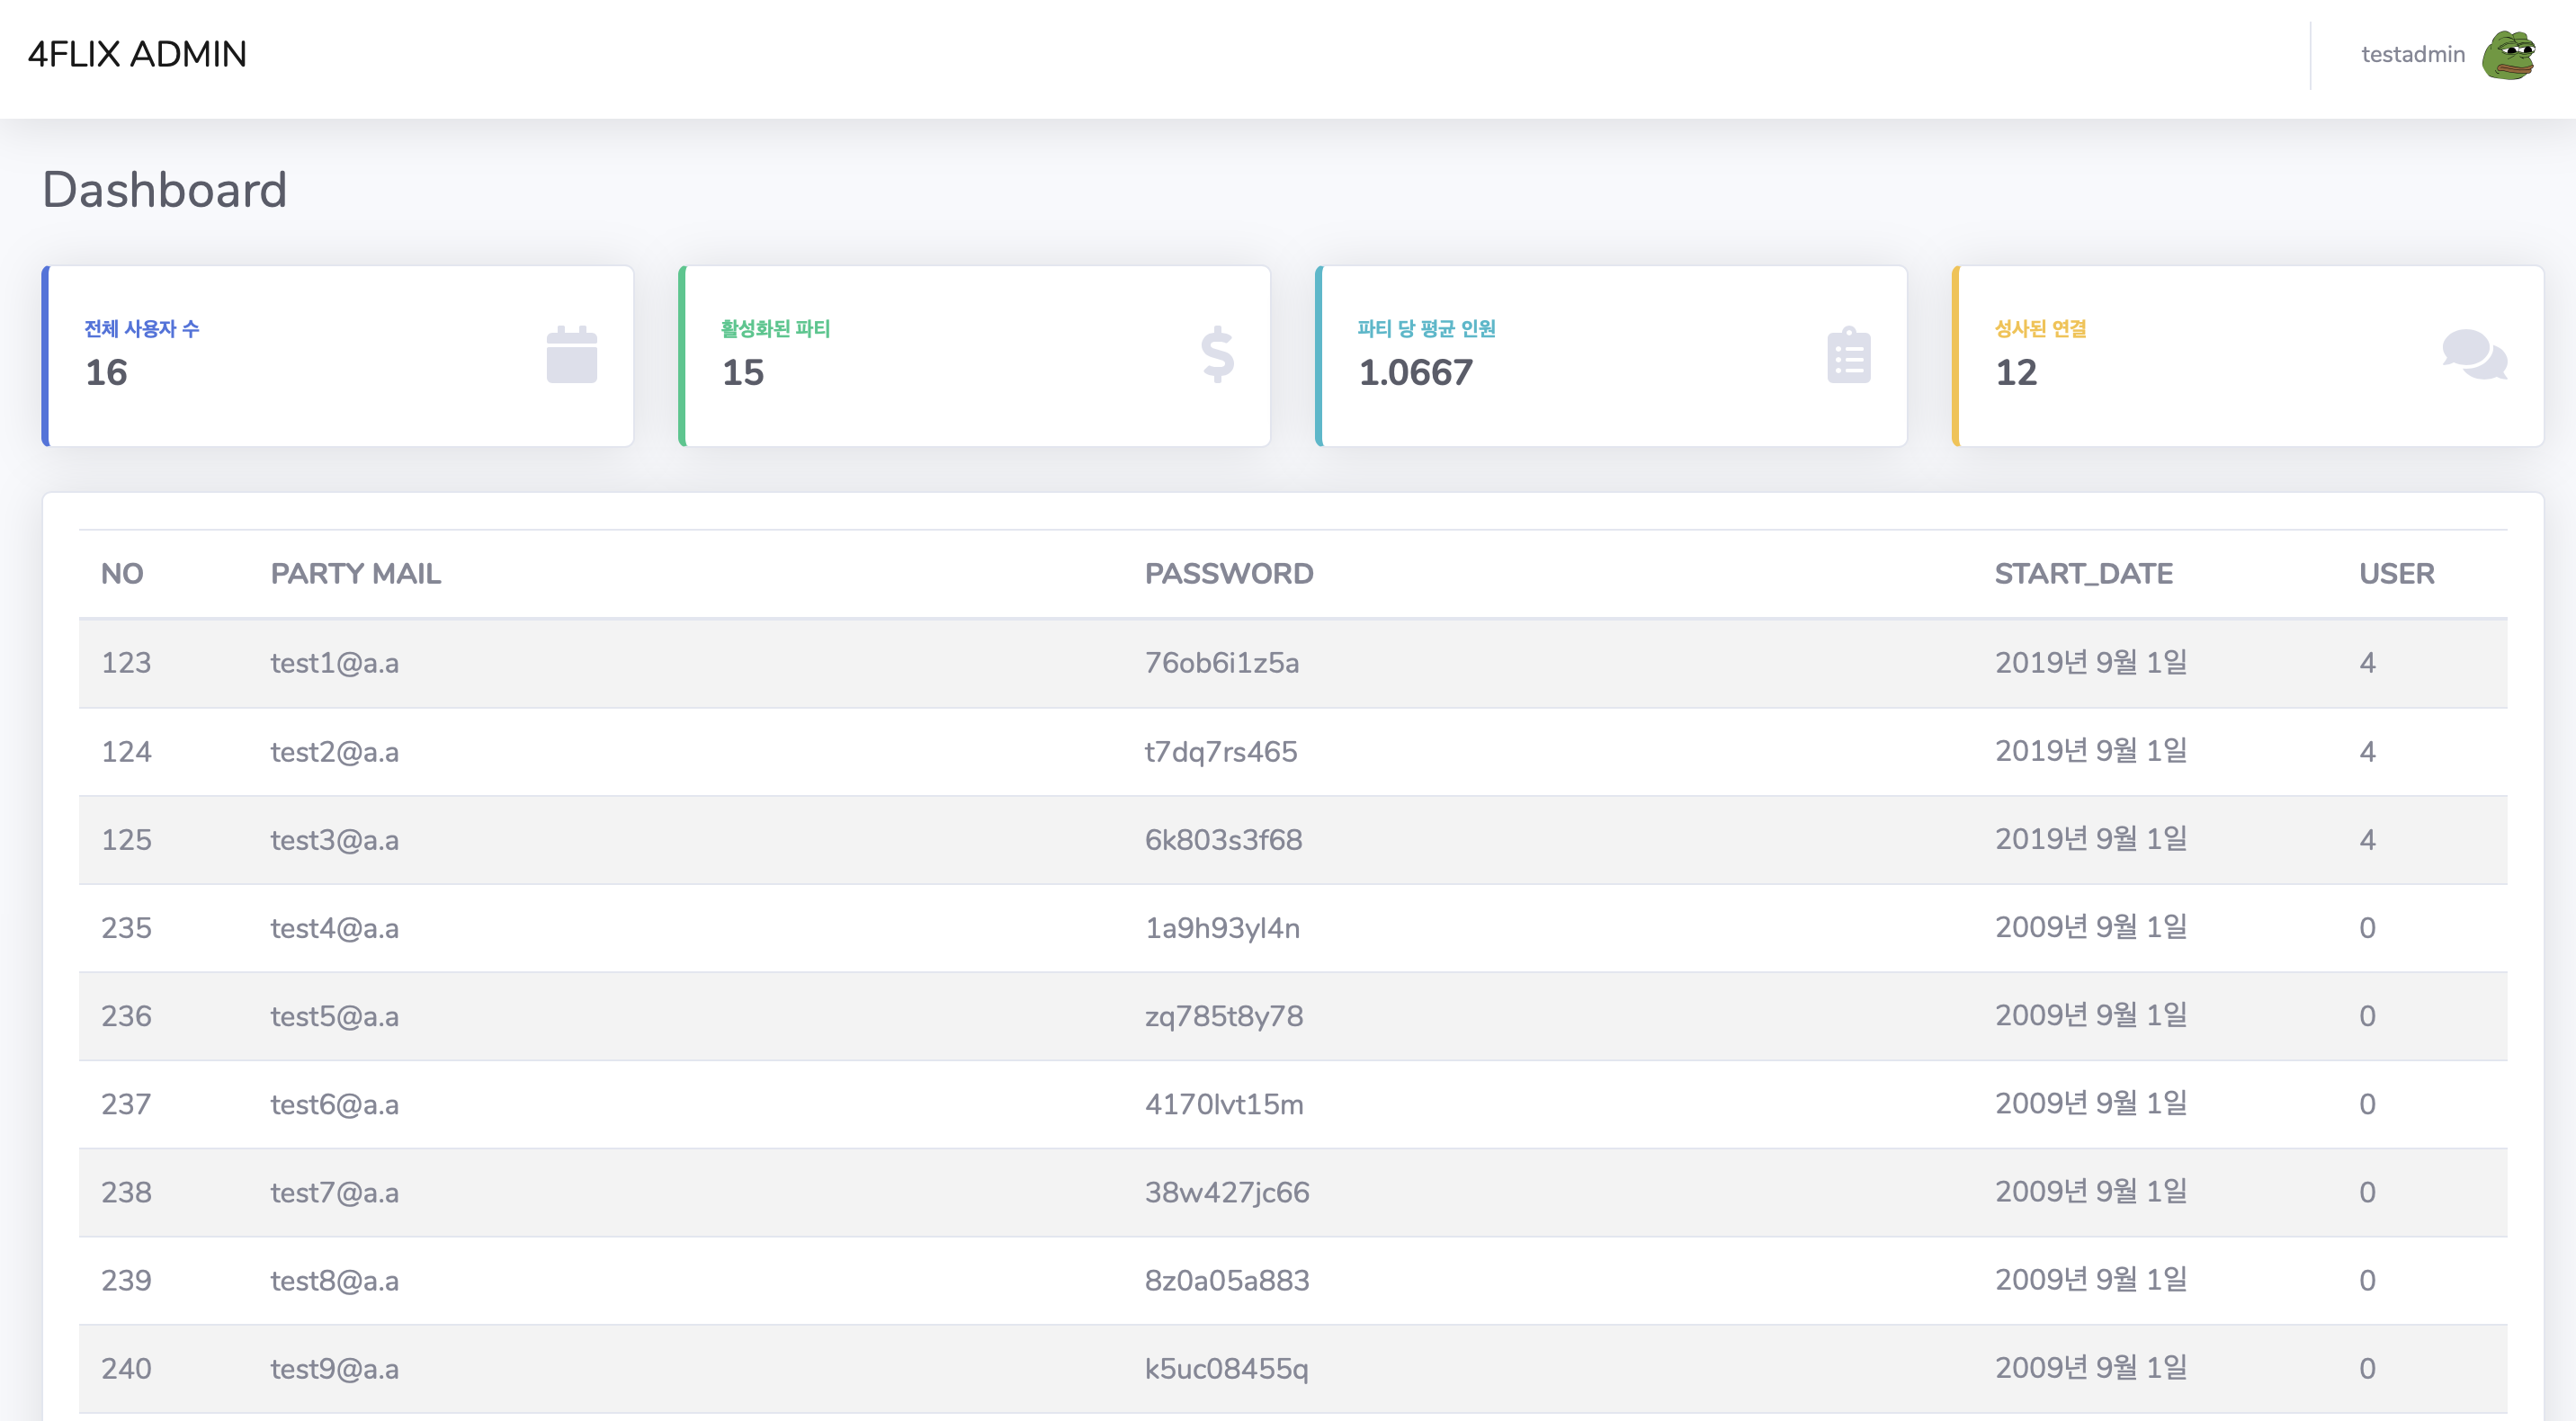 4FLIX ADMIN
testadmin
Dashboard
전체 사용자 수
16
활성화된 파티
15
파티 당 평균 인원
1.0667
성사된 연결
12
NO PARTY MAIL PASSWORD START_DATE USER
123 test1@a.a 76ob6i1z5a 2019년 9월 1일 4
124 test2@a.a t7dq7rs465 2019년 9월 1일 4
125 test3@a.a 6k803s3f68 2019년 9월 1일 4
235 test4@a.a 1a9h93yl4n 2009년 9월 1일 0
236 test5@a.a zq785t8y78 2009년 9월 1일 0
237 test6@a.a 4170lvt15m 2009년 9월 1일 0
238 test7@a.a 38w427jc66 2009년 9월 1일 0
239 test8@a.a 8z0a05a883 2009년 9월 1일 0
240 test9@a.a k5uc08455q 2009년 9월 1일 0